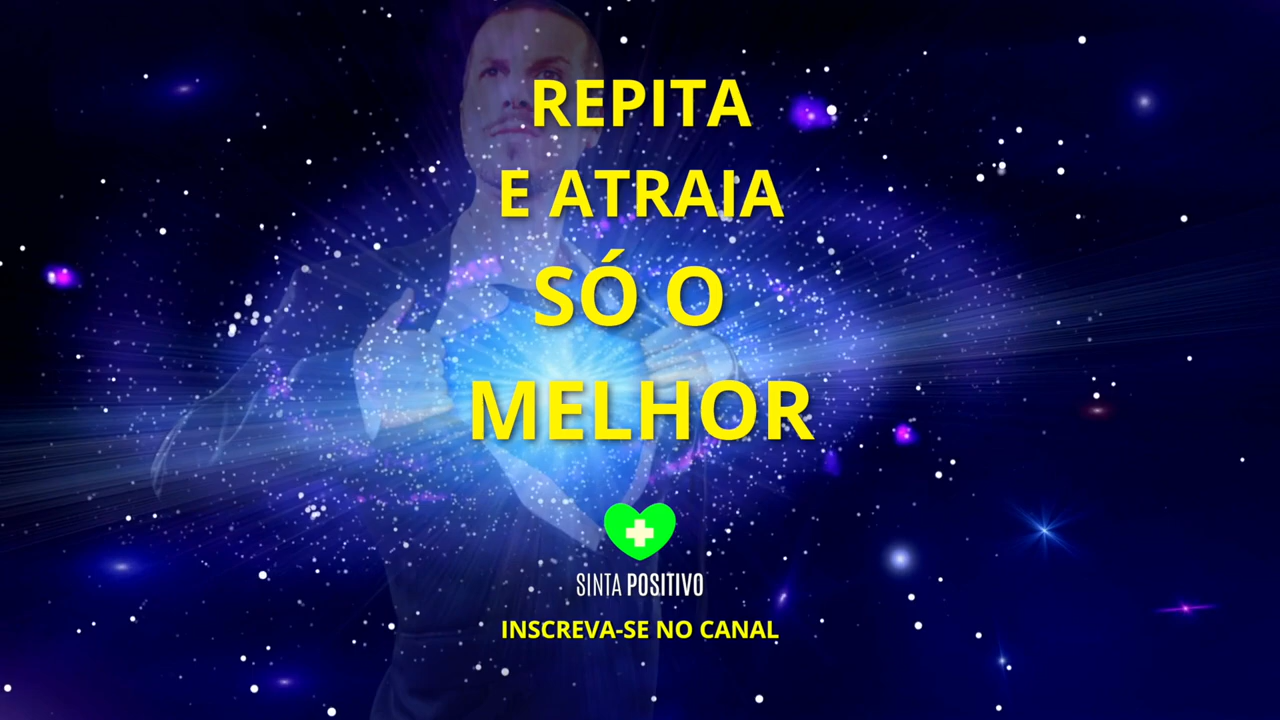 REPITA
E ATRAIA
SÓ O
MELHOR
SINTA POSITIVO
INSCREVA-SE NO CANAL